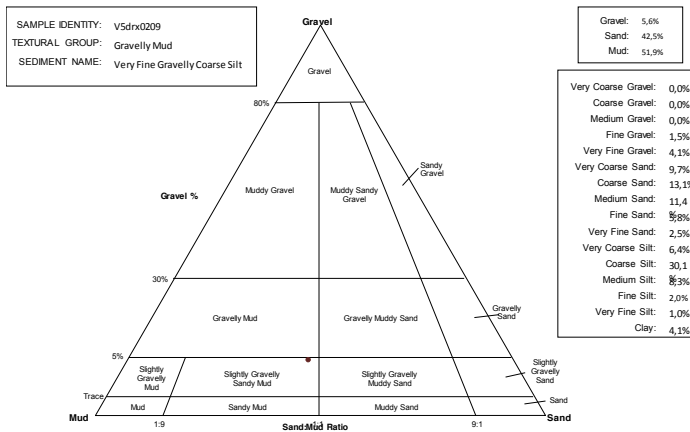 SAMPLE IDENTITY: V5drx0209
TEXTURAL GROUP: Gravelly Mud
SEDIMENT NAME: Very Fine Gravelly Coarse Silt
Gravel: 5,6%
Sand: 42,5%
Mud: 51,9%
Gravel
Gravel
80%
Sandy
Gravel
Muddy Gravel
Muddy Sandy
Gravel
Gravel %
30%
Gravelly Mud
Gravelly Muddy Sand
Gravelly
Sand
5%
Slightly
Gravelly
Mud
Slightly Gravelly
Sandy Mud
Slightly Gravelly
Muddy Sand
Slightly
Gravelly
Sand
Trace
Mud
Sandy Mud
Muddy Sand
Sand
Mud
Sand
1:9
1:1
9:1
Sand:Mud Ratio
Very Coarse Gravel: 0,0%
Coarse Gravel: 0,0%
Medium Gravel: 0,0%
Fine Gravel: 1,5%
Very Fine Gravel: 4,1%
Very Coarse Sand: 9,7%
Coarse Sand: 13,1%
Medium Sand: 11,4
%
Fine Sand: 5,8%
Very Fine Sand: 2,5%
Very Coarse Silt: 6,4%
Coarse Silt: 30,1
%
Medium Silt: 8,3%
Fine Silt: 2,0%
Very Fine Silt: 1,0%
Clay: 4,1%